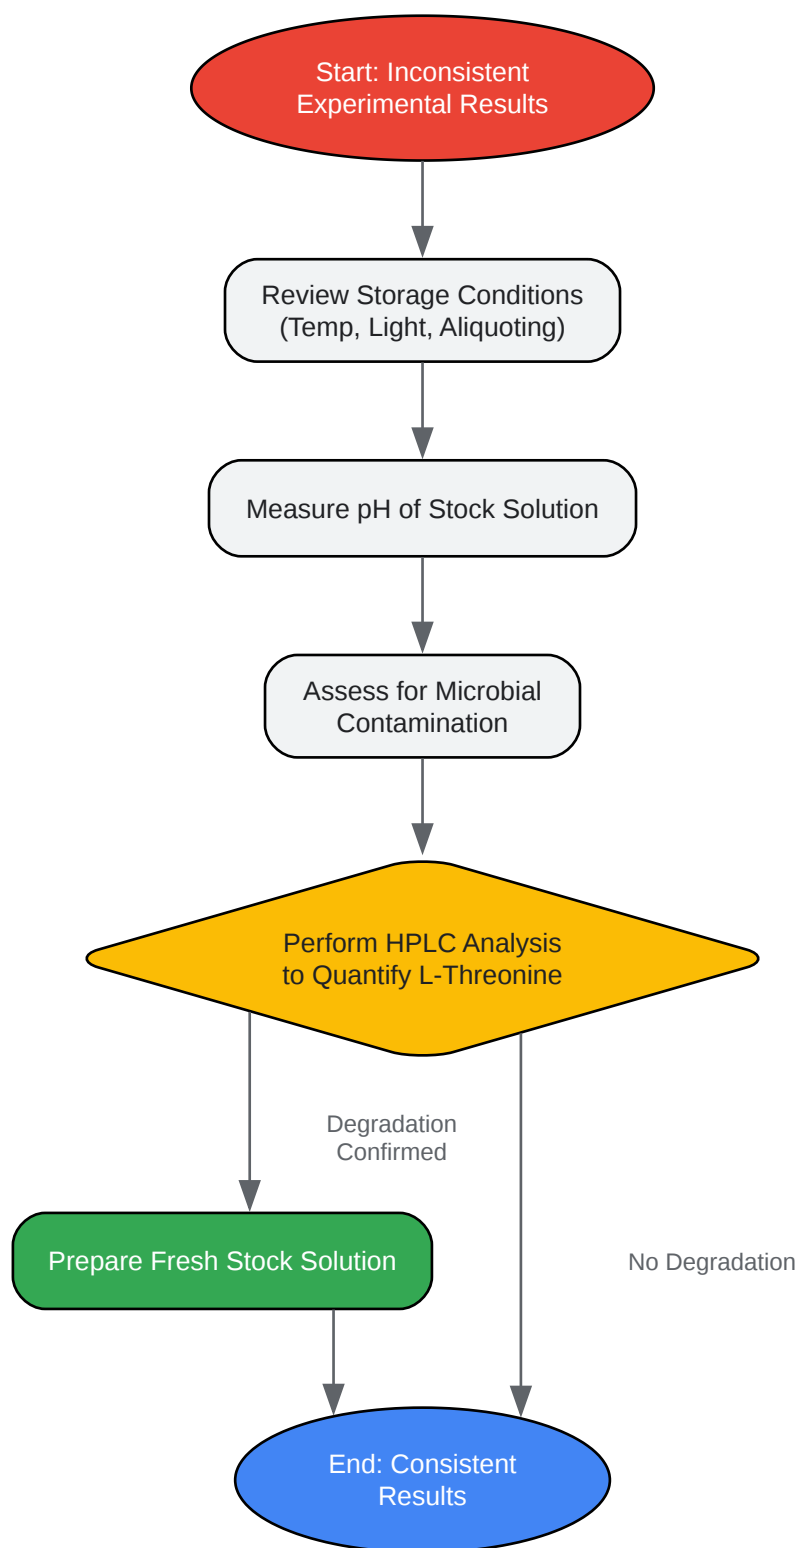 Start: Inconsistent
Experimental Results
Review Storage Conditions
(Temp, Light, Aliquoting)
Measure pH of Stock Solution
Assess for Microbial
Contamination
Perform HPLC Analysis
to Quantify L-Threonine
Degradation
Confirmed
Prepare Fresh Stock Solution
No Degradation
End: Consistent
Results